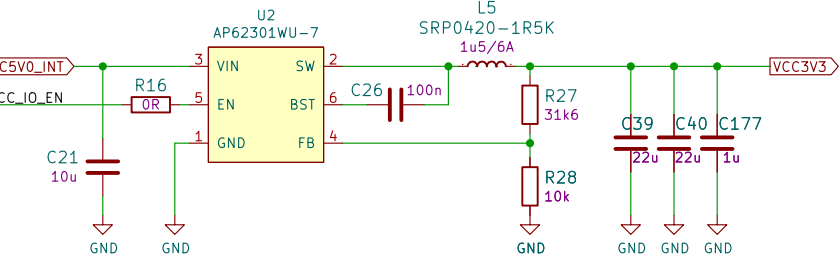 L5
U2
SRP0420-1R5K
AP62301WU-7
1u5/6A
C5V0_INT
3
VIN
SW
2
VCC3V3
R16
C26
100n
R27
CC_IO_EN
0R
5
EN
BST
6
31k6
C39
C40
C177
1
GND
FB
4
C21
22u
22u
1u
10u
R28
10k
GND
GND
GND
GND
GND
GND